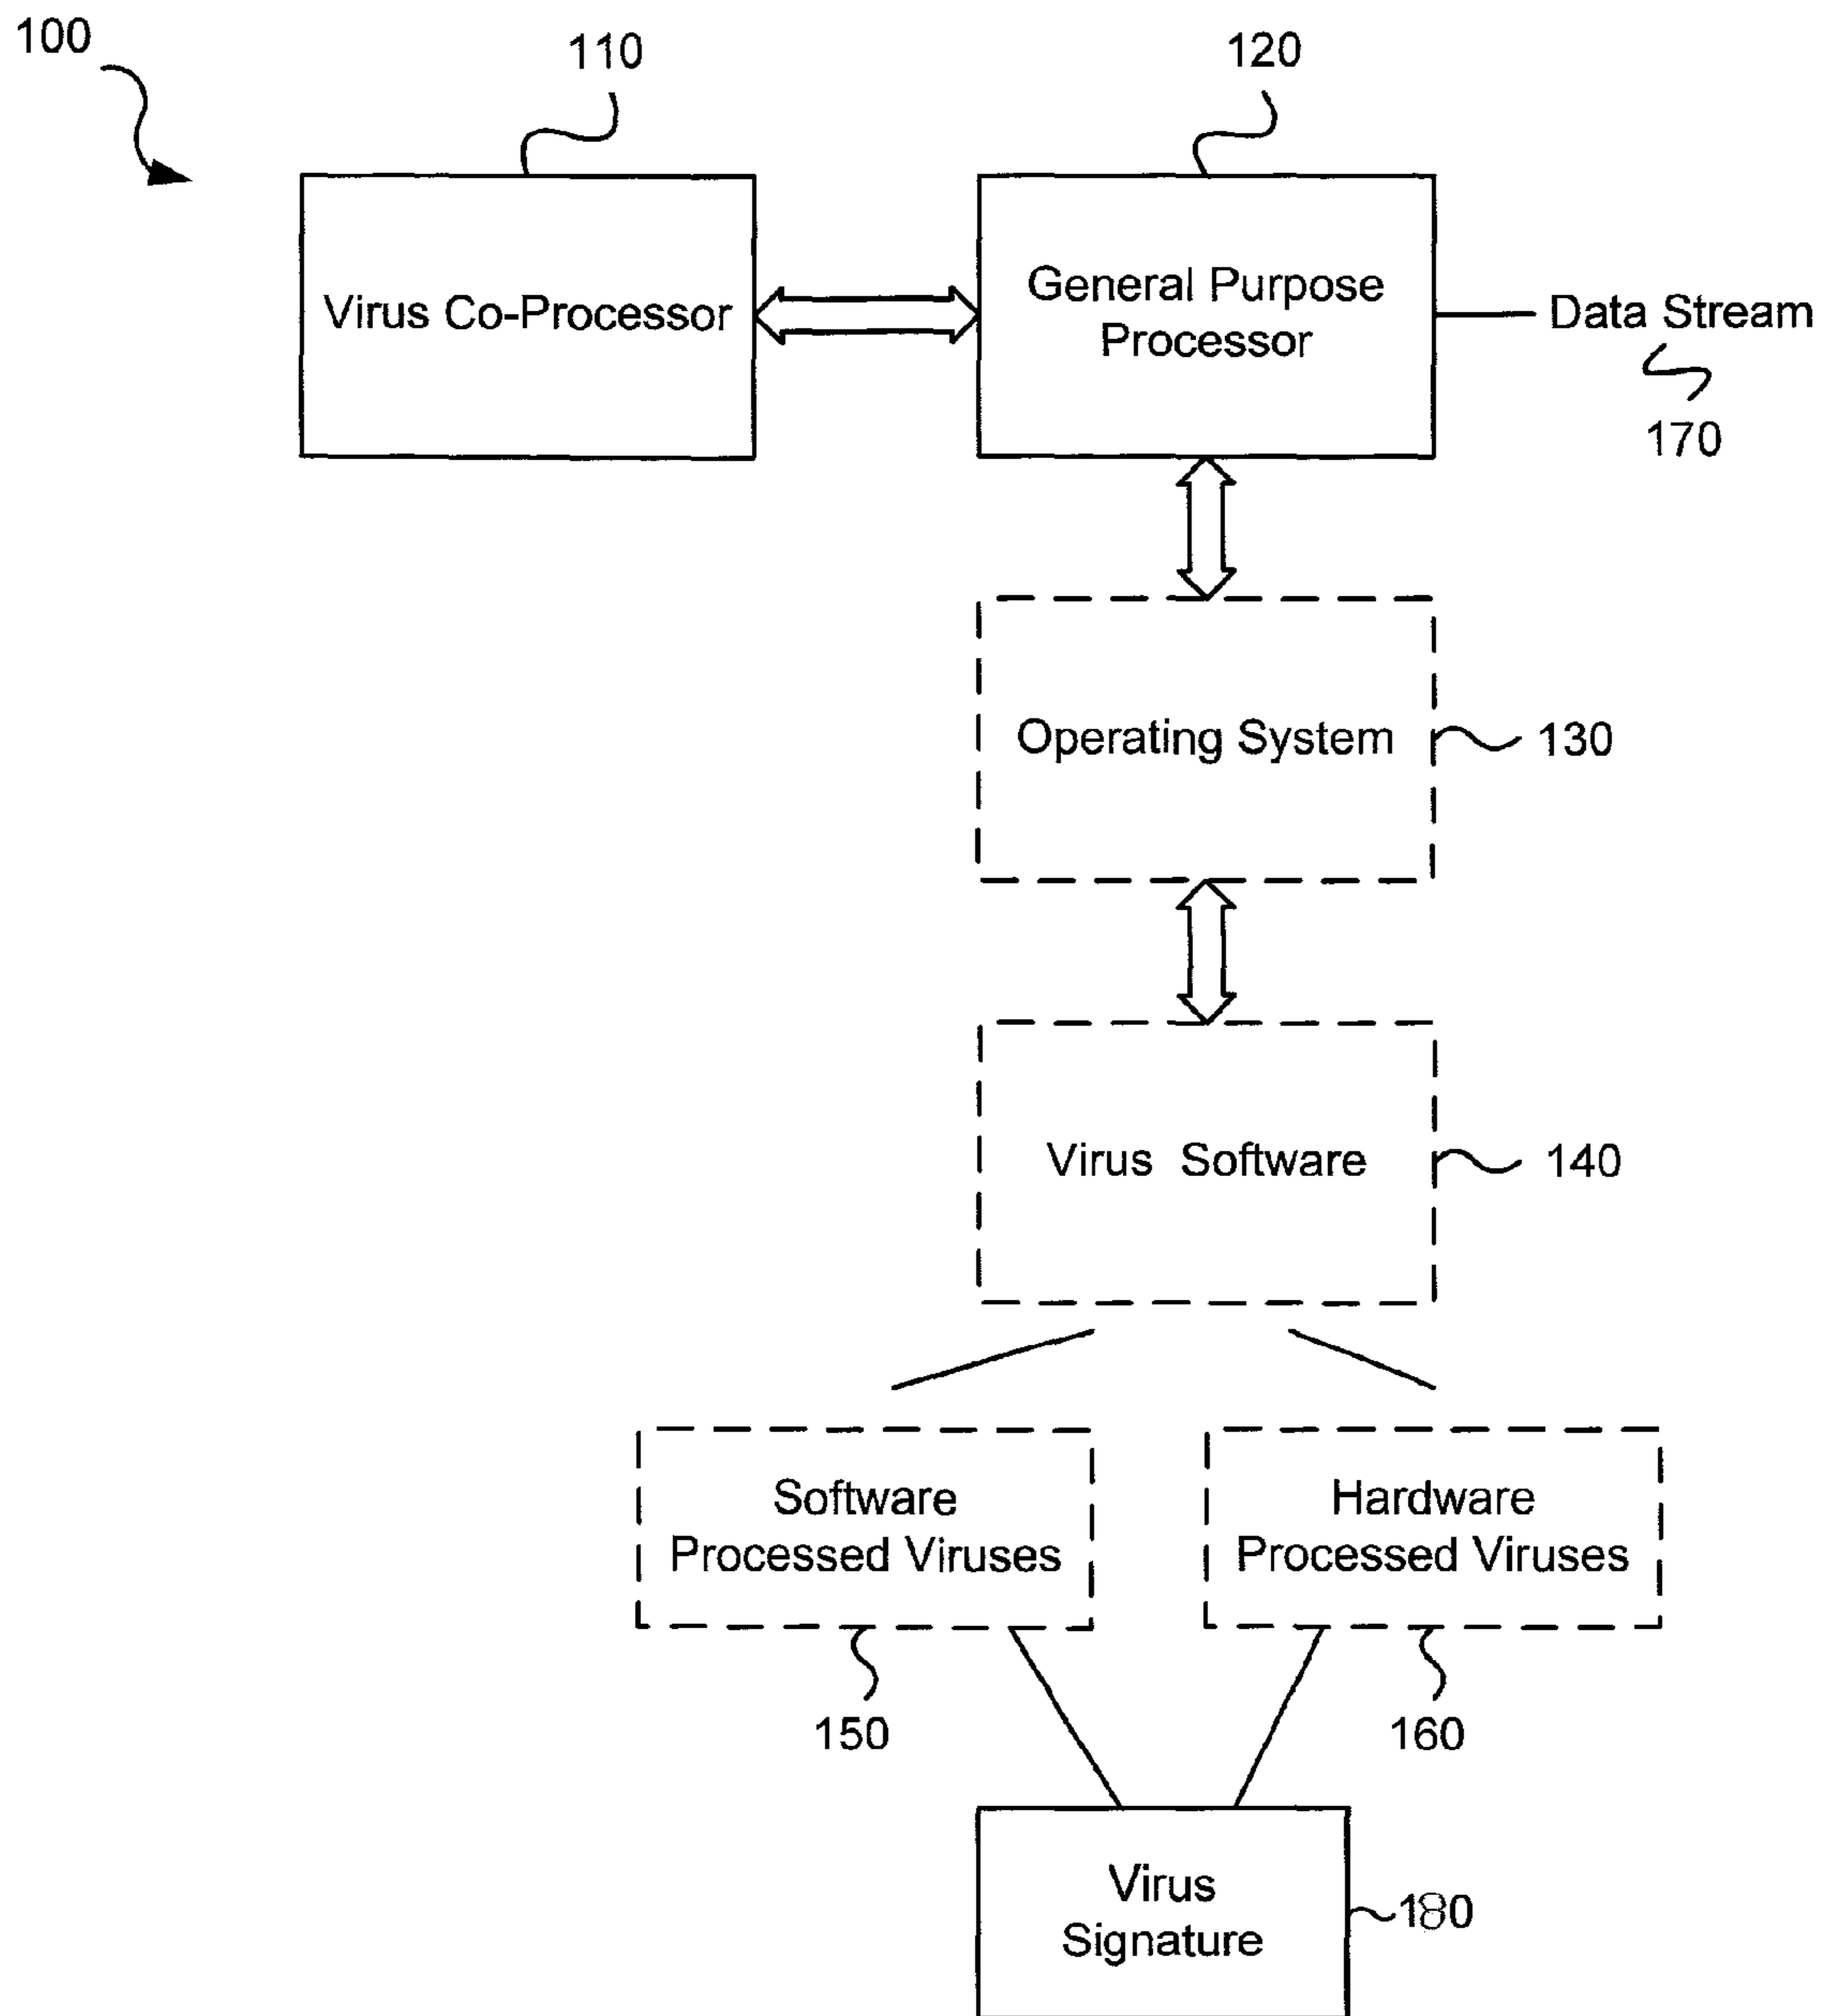 100
110
120
Virus Co-Processor
General Purpose
Processor
Data Stream
170
Operating System
130
Virus Software
140
Software
Processed Viruses
Hardware
Processed Viruses
150
160
Virus
Signature
180